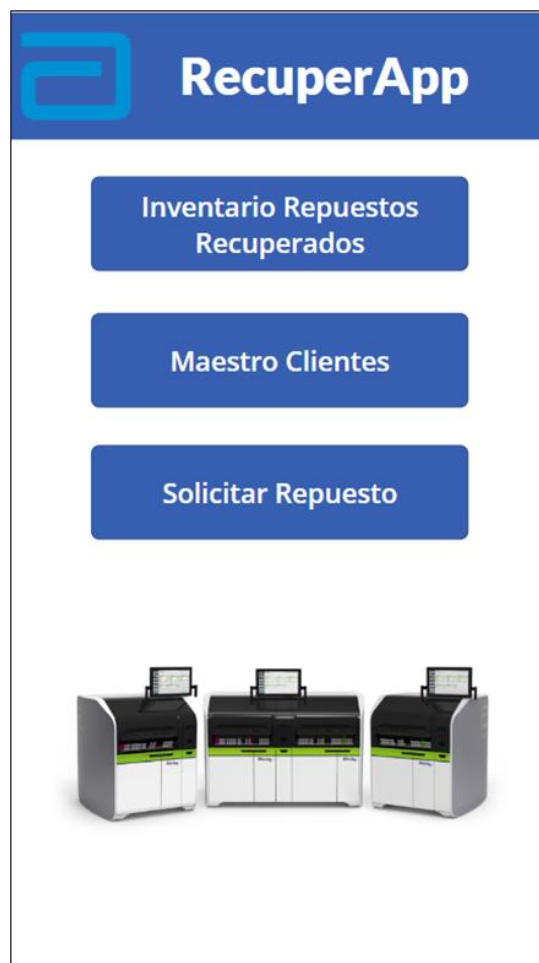 RecuperApp
Inventario Repuestos
Recuperados
Maestro Clientes
Solicitar Repuesto